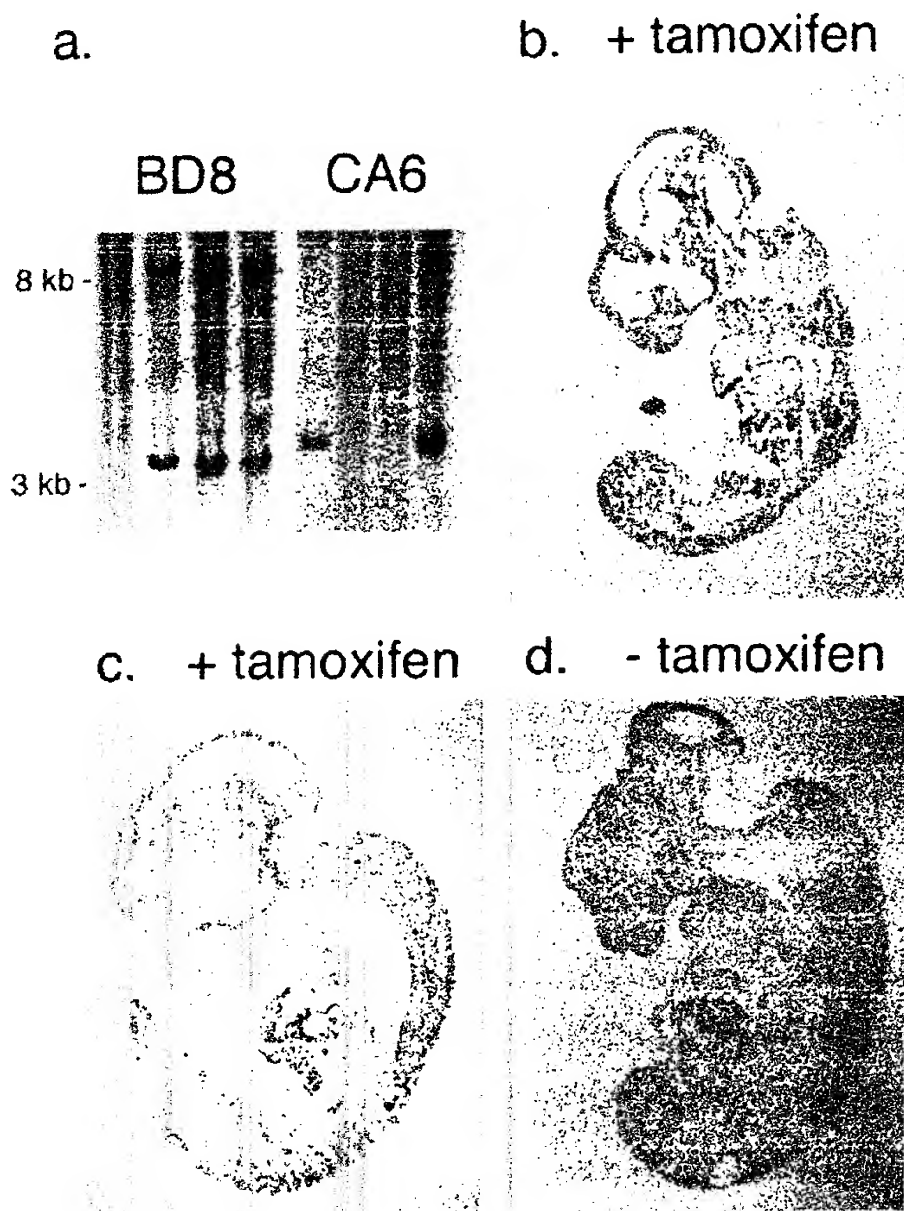 a.
b. + tamoxifen
BD8 CA6
8 kb -
3 kb -
c. + tamoxifen
d. - tamoxifen